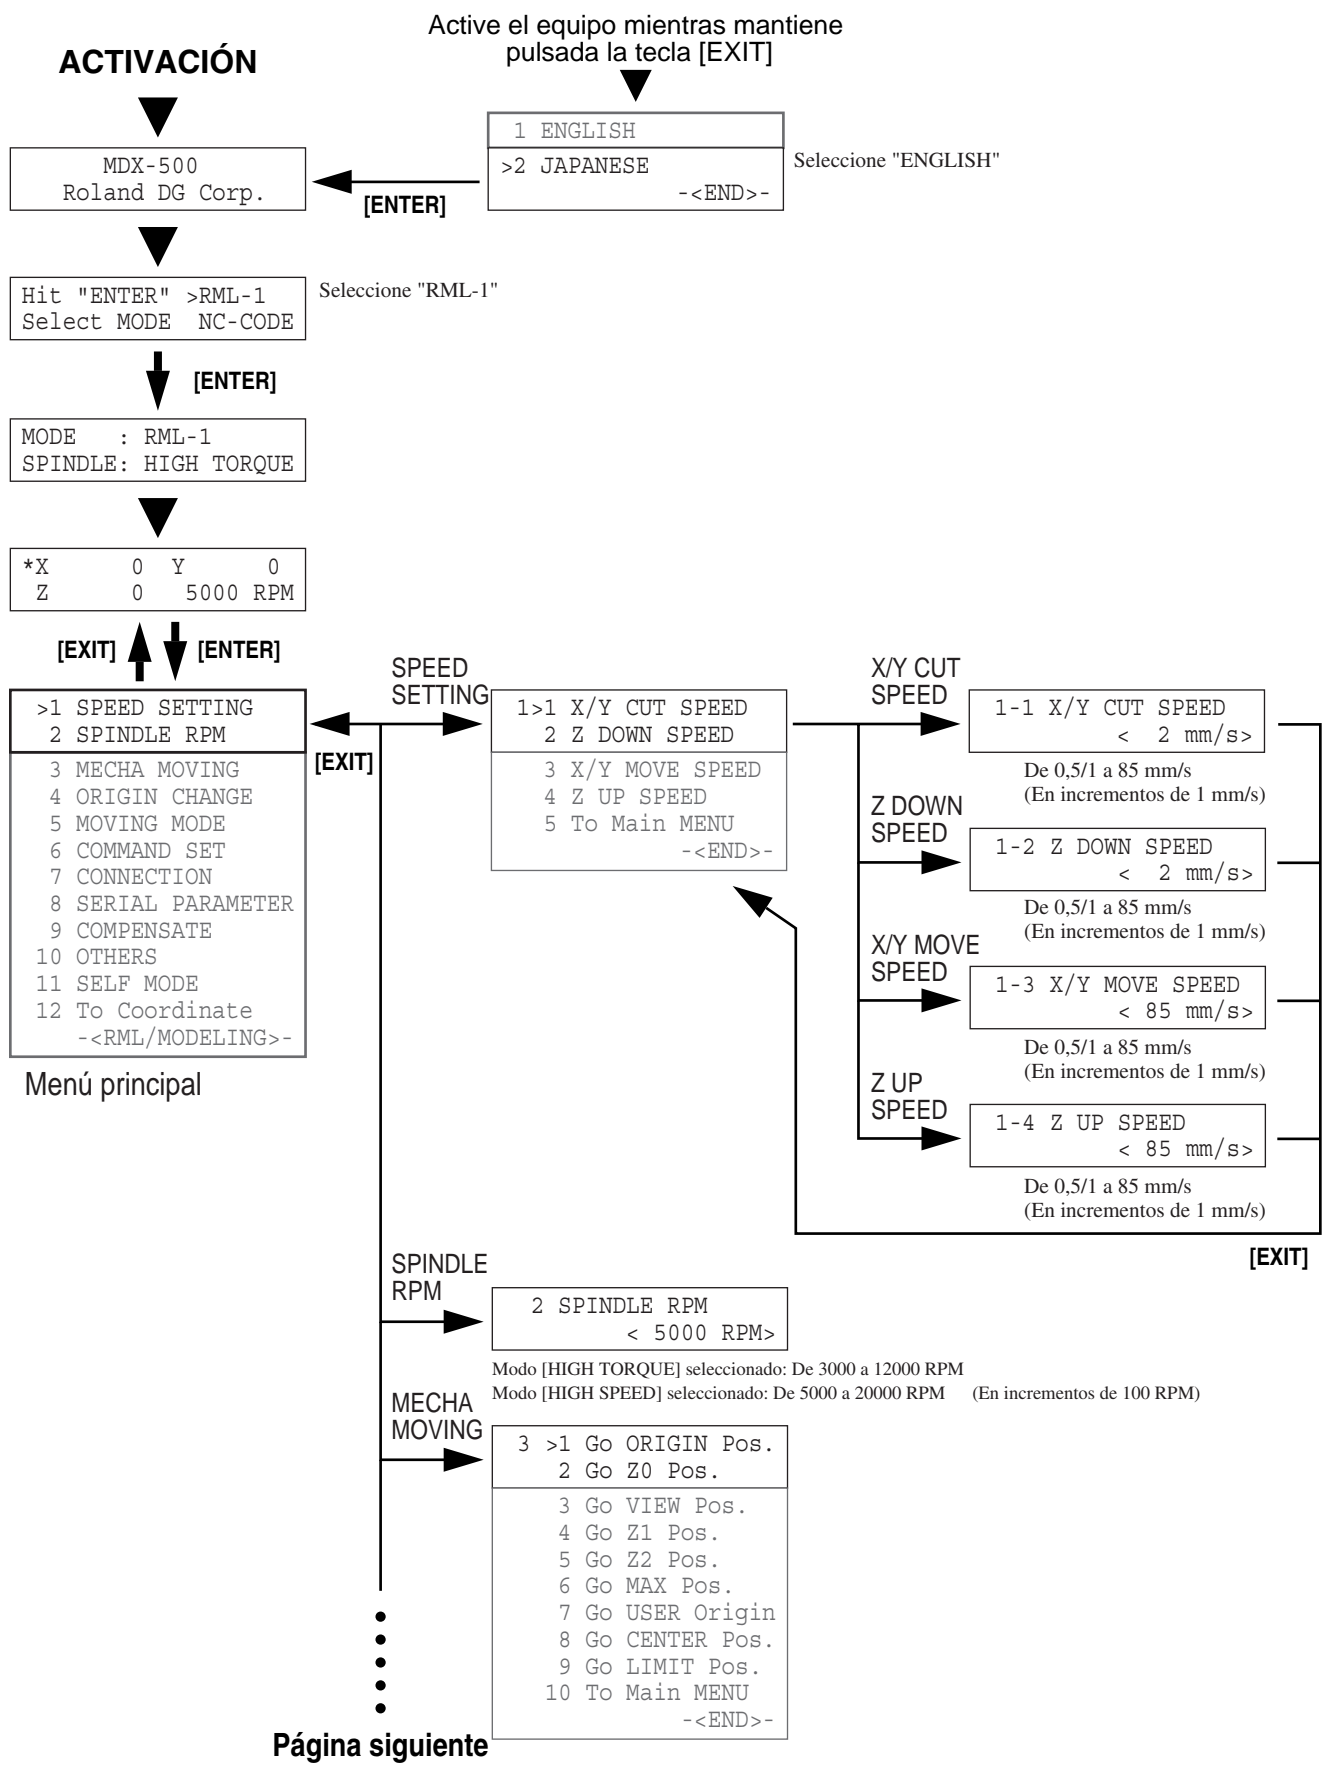 Active el equipo mientras mantiene
pulsada la tecla [EXIT]
ACTIVACIÓN
1 ENGLISH
>2 JAPANESE
-<END>-
Seleccione "ENGLISH"
MDX-500
Roland DG Corp.
[ENTER]
Hit "ENTER" >RML-1
Select MODE NC-CODE
Seleccione "RML-1"
[ENTER]
MODE : RML-1
SPINDLE: HIGH TORQUE
*X 0 Y 0
Z 0 5000 RPM
[EXIT]
[ENTER]
>1 SPEED SETTING
2 SPINDLE RPM
3 MECHA MOVING
4 ORIGIN CHANGE
5 MOVING MODE
6 COMMAND SET
7 CONNECTION
8 SERIAL PARAMETER
9 COMPENSATE
10 OTHERS
11 SELF MODE
12 To Coordinate
-<RML/MODELING>-
Menú principal
[EXIT]
SPEED
SETTING
1>1 X/Y CUT SPEED
2 Z DOWN SPEED
3 X/Y MOVE SPEED
4 Z UP SPEED
5 To Main MENU
-<END>-
X/Y CUT
SPEED
1-1 X/Y CUT SPEED
< 2 mm/s>
De 0,5/1 a 85 mm/s
(En incrementos de 1 mm/s)
Z DOWN
SPEED
1-2 Z DOWN SPEED
< 2 mm/s>
De 0,5/1 a 85 mm/s
(En incrementos de 1 mm/s)
X/Y MOVE
SPEED
1-3 X/Y MOVE SPEED
< 85 mm/s>
De 0,5/1 a 85 mm/s
(En incrementos de 1 mm/s)
Z UP
SPEED
1-4 Z UP SPEED
< 85 mm/s>
De 0,5/1 a 85 mm/s
(En incrementos de 1 mm/s)
[EXIT]
SPINDLE
RPM
2 SPINDLE RPM
< 5000 RPM>
Modo [HIGH TORQUE] seleccionado: De 3000 a 12000 RPM
Modo [HIGH SPEED] seleccionado: De 5000 a 20000 RPM (En incrementos de 100 RPM)
MECHA
MOVING
3 >1 Go ORIGIN Pos.
2 Go Z0 Pos.
3 Go VIEW Pos.
4 Go Z1 Pos.
5 Go Z2 Pos.
6 Go MAX Pos.
7 Go USER Origin
8 Go CENTER Pos.
9 Go LIMIT Pos.
10 To Main MENU
-<END>-
Página siguiente